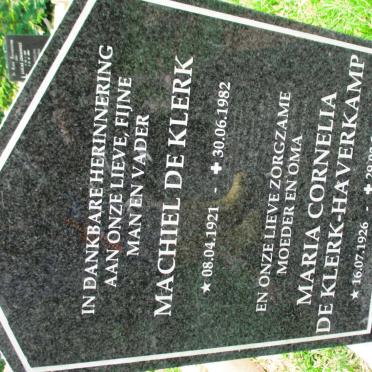 IN DANKBARE HERINNERING
AAN ONZE LIEVE, FIJNE
MAN EN VADER
MACHIEL DE KLERK
★ 08.04.1921 - ✚ 30.06.1982
EN ONZE LIEVE ZORGZAME
MOEDER EN OMA
MARIA CORNELIA
DE KLERK-HAVERKAMP
★ 16.07.1926 -